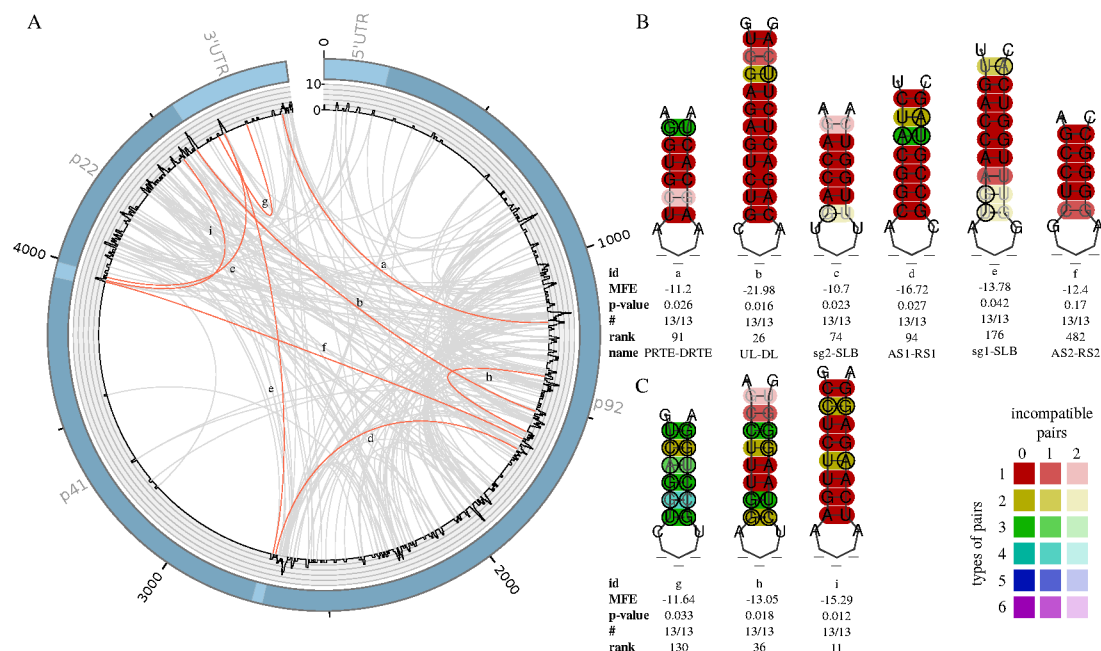 A
B
C
0
10
0
5'UTR
3'UTR
p22
4000
p41
3000
2000
p92
1000
a
b
c
d
e
f
g
h
i
id a b c d e f
MFE -11.2 -21.98 -10.7 -16.72 -13.78 -12.4
p-value 0.026 0.016 0.023 0.027 0.042 0.17
# 13/13 13/13 13/13 13/13 13/13 13/13
rank 91 26 74 94 176 482
name PRTE-DRTE UL-DL sg2-SLB AS1-RS1 sg1-SLB AS2-RS2
id g h i
MFE -11.64 -13.05 -15.29
p-value 0.033 0.018 0.012
# 13/13 13/13 13/13
rank 130 36 11
incompatible
pairs
0 1 2
types of pairs
1
2
3
4
5
6